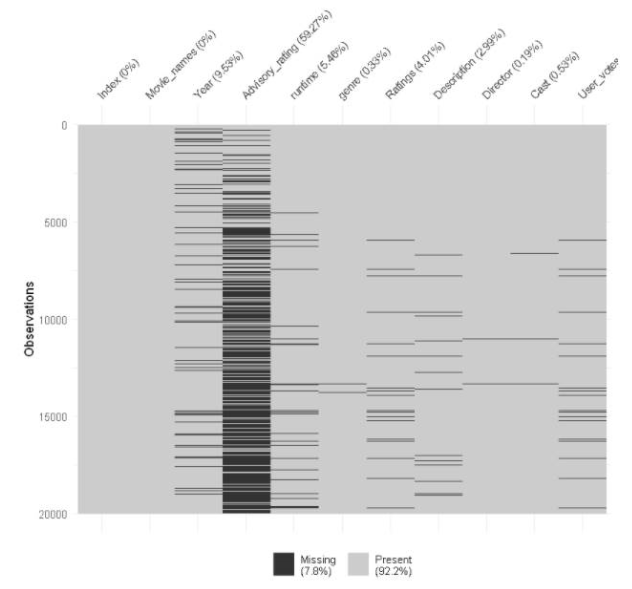 Index (0%)
Movie_names (0%)
Year (9.53%)
Advisory_rating (59.27%)
runtime (5.46%)
genre (0.33%)
Ratings (4.01%)
Description (2.99%)
Director (0.19%)
Cast (0.53%)
User_votes
0
5000
10000
15000
20000
Observations
Missing
(7.8%)
Present
(92.2%)